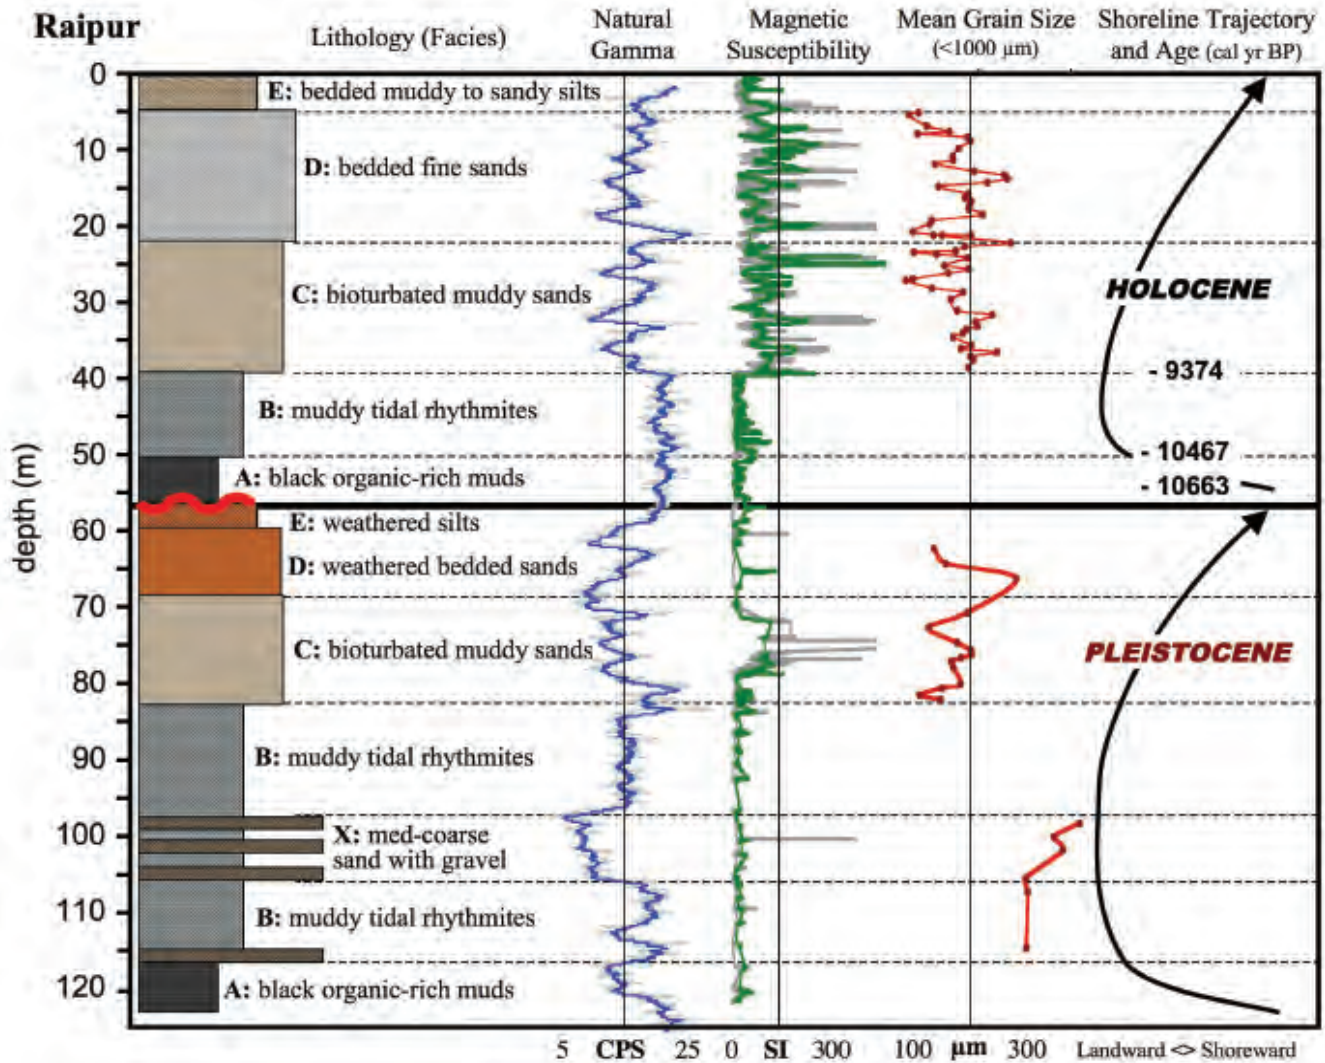 Raipur
Lithology (Facies)
Natural
Gamma
Magnetic
Susceptibility
Mean Grain Size
(<1000 µm)
Shoreline Trajectory
and Age (cal yr BP)
depth (m)
0
10
20
30
40
50
60
70
80
90
100
110
120
E: bedded muddy to sandy silts
D: bedded fine sands
C: bioturbated muddy sands
B: muddy tidal rhythmites
A: black organic-rich muds
E: weathered silts
D: weathered bedded sands
C: bioturbated muddy sands
B: muddy tidal rhythmites
X: med-coarse
sand with gravel
B: muddy tidal rhythmites
A: black organic-rich muds
HOLOCENE
- 9374
- 10467
- 10663
PLEISTOCENE
5 CPS 25
0 SI 300
100 µm 300
Landward <> Shoreward